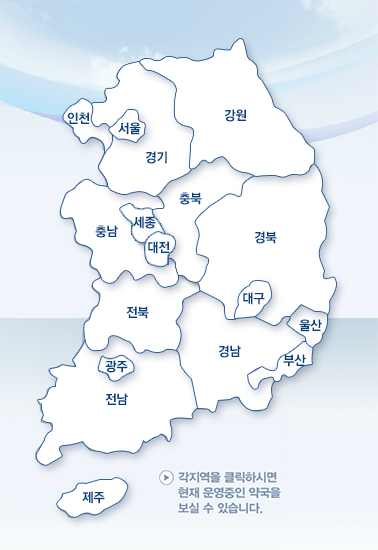 강원
인천
서울
경기
충북
충남
세종
대전
경북
대구
전북
울산
경남
부산
광주
전남
제주
각지역을 클릭하시면
현재 운영중인 약국을
보실 수 있습니다.